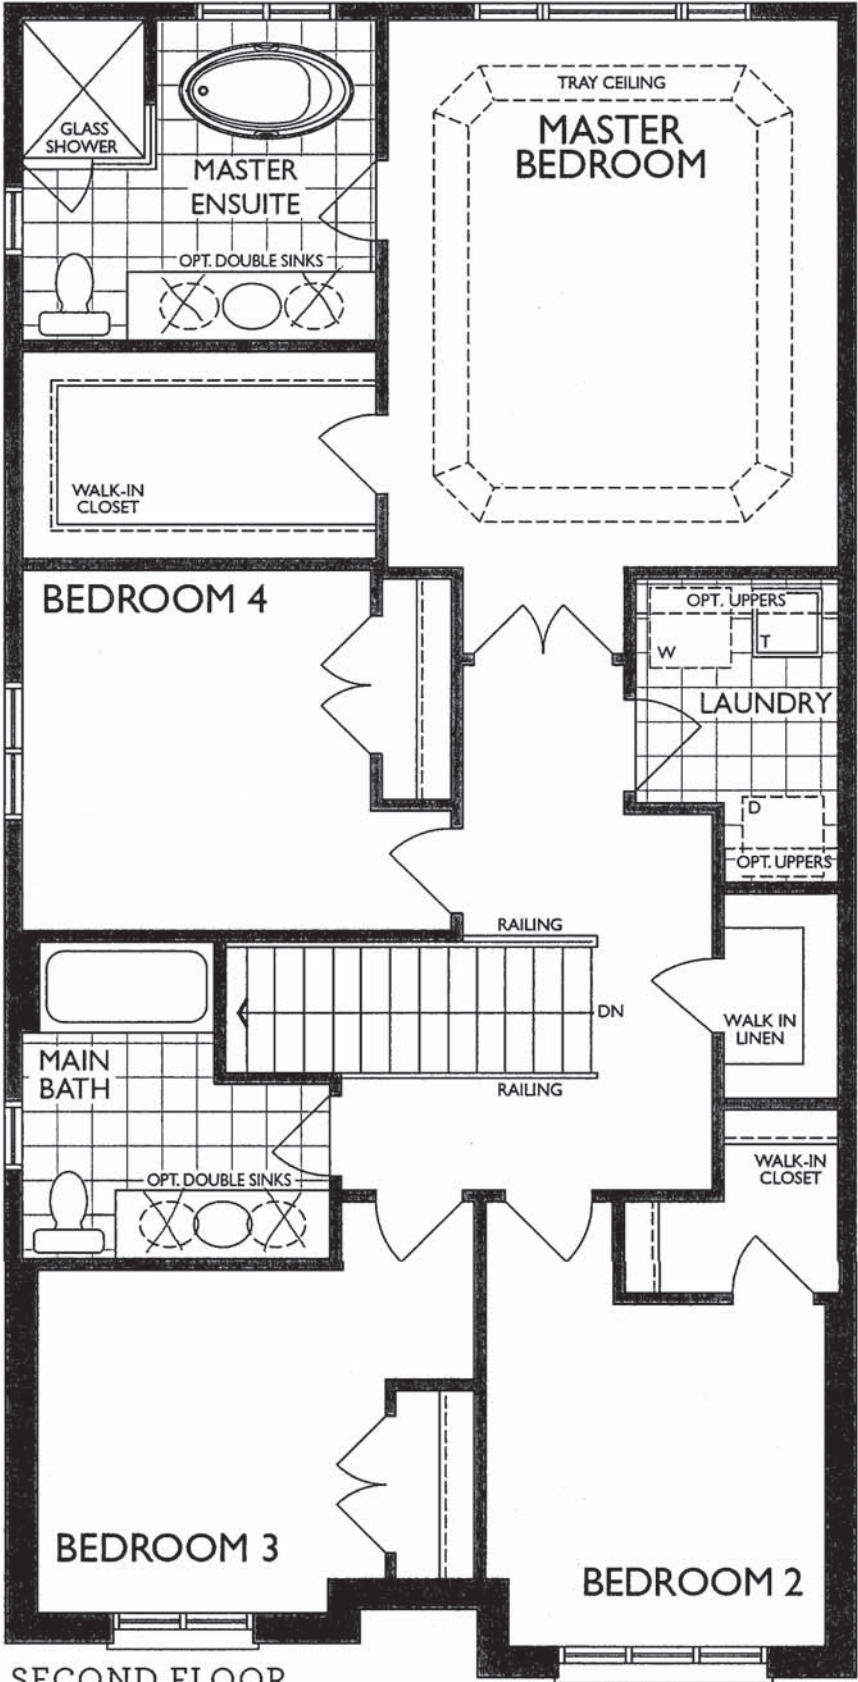 TRAY CEILING
MASTER
BEDROOM
GLASS
SHOWER
MASTER
ENSUITE
OPT. DOUBLE SINKS
WALK-IN
CLOSET
BEDROOM 4
OPT. UPPERS
W
T
LAUNDRY
D
OPT. UPPERS
RAILING
DN
WALK IN
LINEN
RAILING
MAIN
BATH
OPT. DOUBLE SINKS
WALK-IN
CLOSET
BEDROOM 3
BEDROOM 2
SECOND FLOOR